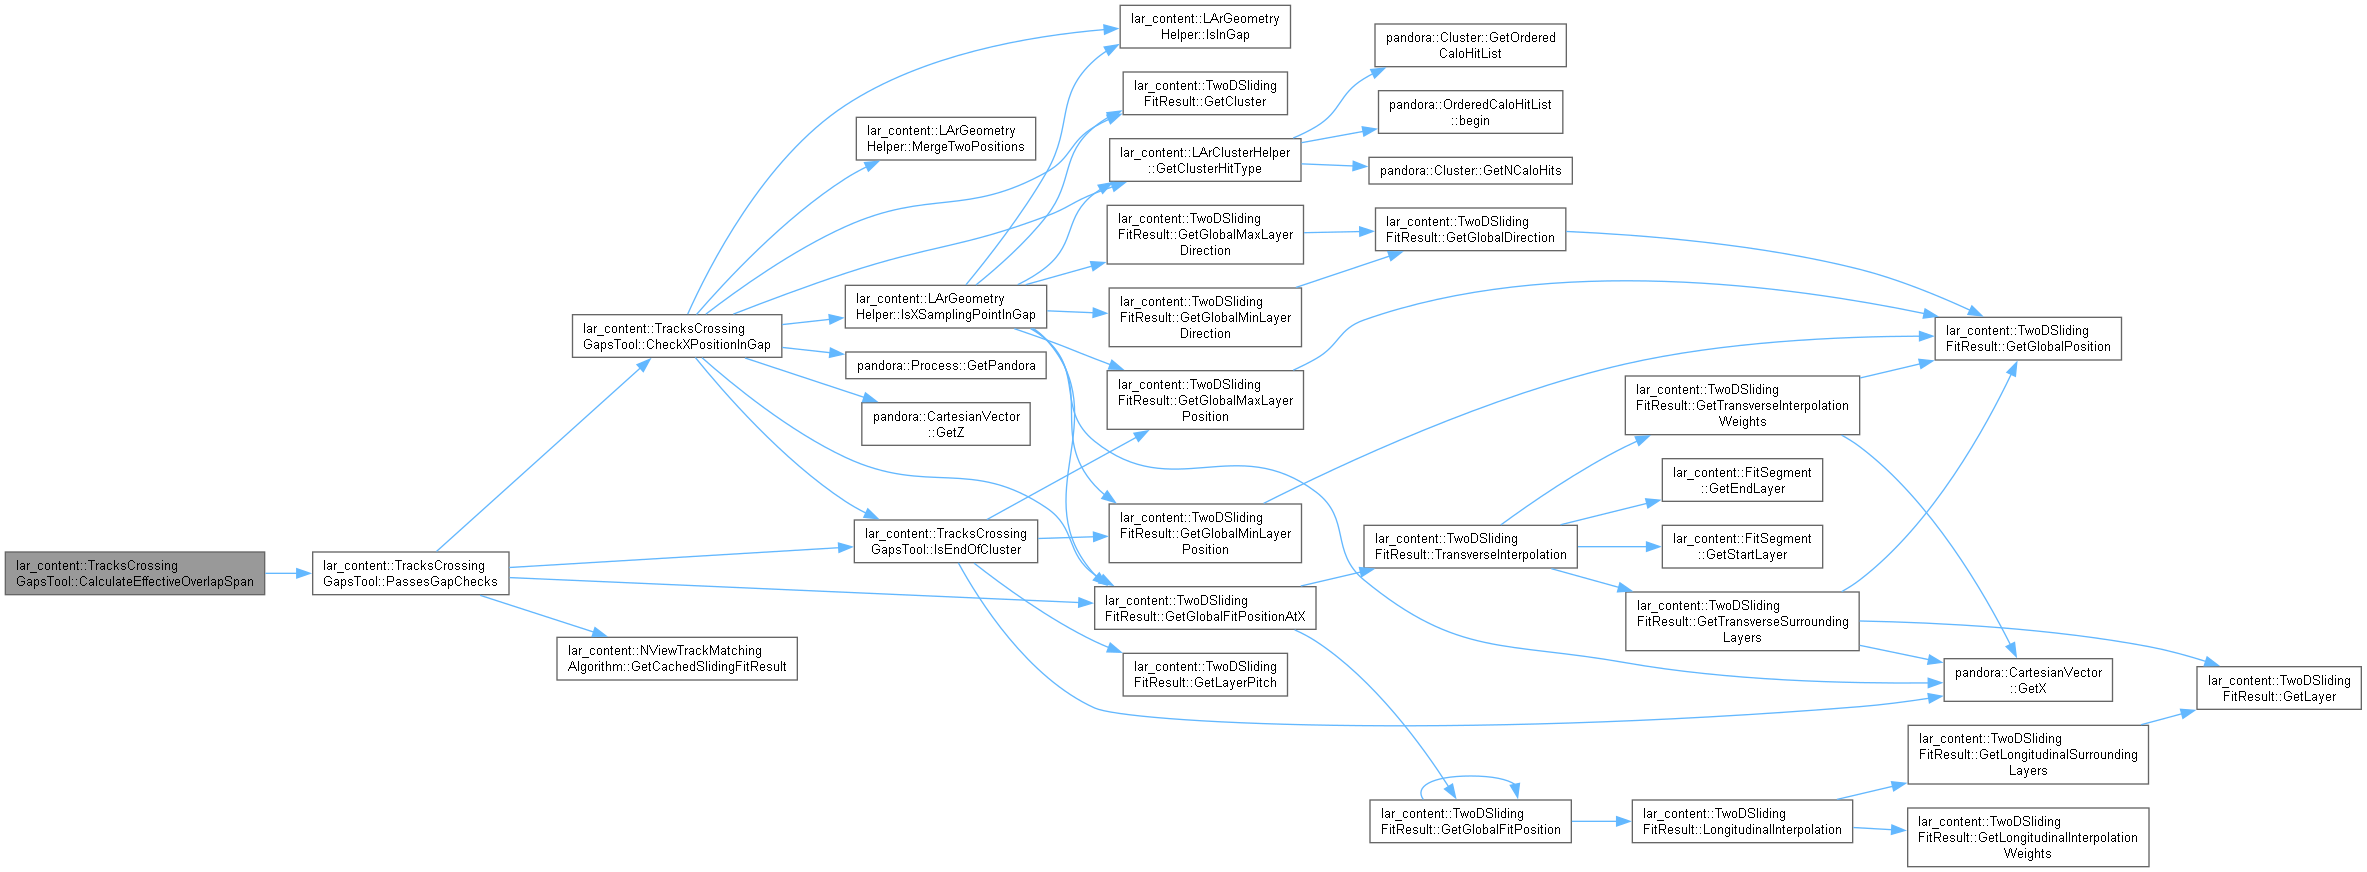 lar_content::TracksCrossing
GapsTool::CalculateEffectiveOverlapSpan
lar_content::TracksCrossing
GapsTool::PassesGapChecks
lar_content::TracksCrossing
GapsTool::CheckXPositionInGap
lar_content::NViewTrackMatching
Algorithm::GetCachedSlidingFitResult
lar_content::LArGeometry
Helper::MergeTwoPositions
lar_content::LArGeometry
Helper::IsXSamplingPointInGap
pandora::Process::GetPandora
pandora::CartesianVector
::GetZ
lar_content::TracksCrossing
GapsTool::IsEndOfCluster
lar_content::LArGeometry
Helper::IsInGap
lar_content::TwoDSliding
FitResult::GetCluster
lar_content::LArClusterHelper
::GetClusterHitType
lar_content::TwoDSliding
FitResult::GetGlobalMaxLayer
Direction
lar_content::TwoDSliding
FitResult::GetGlobalMinLayer
Direction
lar_content::TwoDSliding
FitResult::GetGlobalMaxLayer
Position
lar_content::TwoDSliding
FitResult::GetGlobalMinLayer
Position
lar_content::TwoDSliding
FitResult::GetGlobalFitPositionAtX
lar_content::TwoDSliding
FitResult::GetLayerPitch
pandora::Cluster::GetOrdered
CaloHitList
pandora::OrderedCaloHitList
::begin
pandora::Cluster::GetNCaloHits
lar_content::TwoDSliding
FitResult::GetGlobalDirection
lar_content::TwoDSliding
FitResult::TransverseInterpolation
lar_content::TwoDSliding
FitResult::GetGlobalFitPosition
lar_content::TwoDSliding
FitResult::GetTransverseInterpolation
Weights
lar_content::FitSegment
::GetEndLayer
lar_content::FitSegment
::GetStartLayer
lar_content::TwoDSliding
FitResult::GetTransverseSurrounding
Layers
lar_content::TwoDSliding
FitResult::LongitudinalInterpolation
lar_content::TwoDSliding
FitResult::GetGlobalPosition
pandora::CartesianVector
::GetX
lar_content::TwoDSliding
FitResult::GetLongitudinalSurrounding
Layers
lar_content::TwoDSliding
FitResult::GetLongitudinalInterpolation
Weights
lar_content::TwoDSliding
FitResult::GetLayer